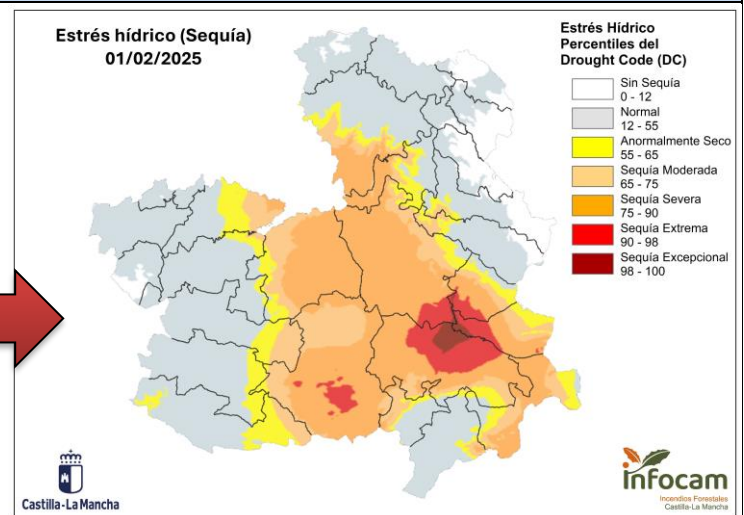 Estrés hídrico (Sequía)
01/02/2025
Estrés Hídrico
Percentiles del
Drought Code (DC)
Sin Sequía
0 - 12
Normal
12 - 55
Anormalmente Seco
55 - 65
Sequía Moderada
65 - 75
Sequía Severa
75 - 90
Sequía Extrema
90 - 98
Sequía Excepcional
98 - 100
Castilla-La Mancha
infocam
Incendios Forestales
Castilla-La Mancha